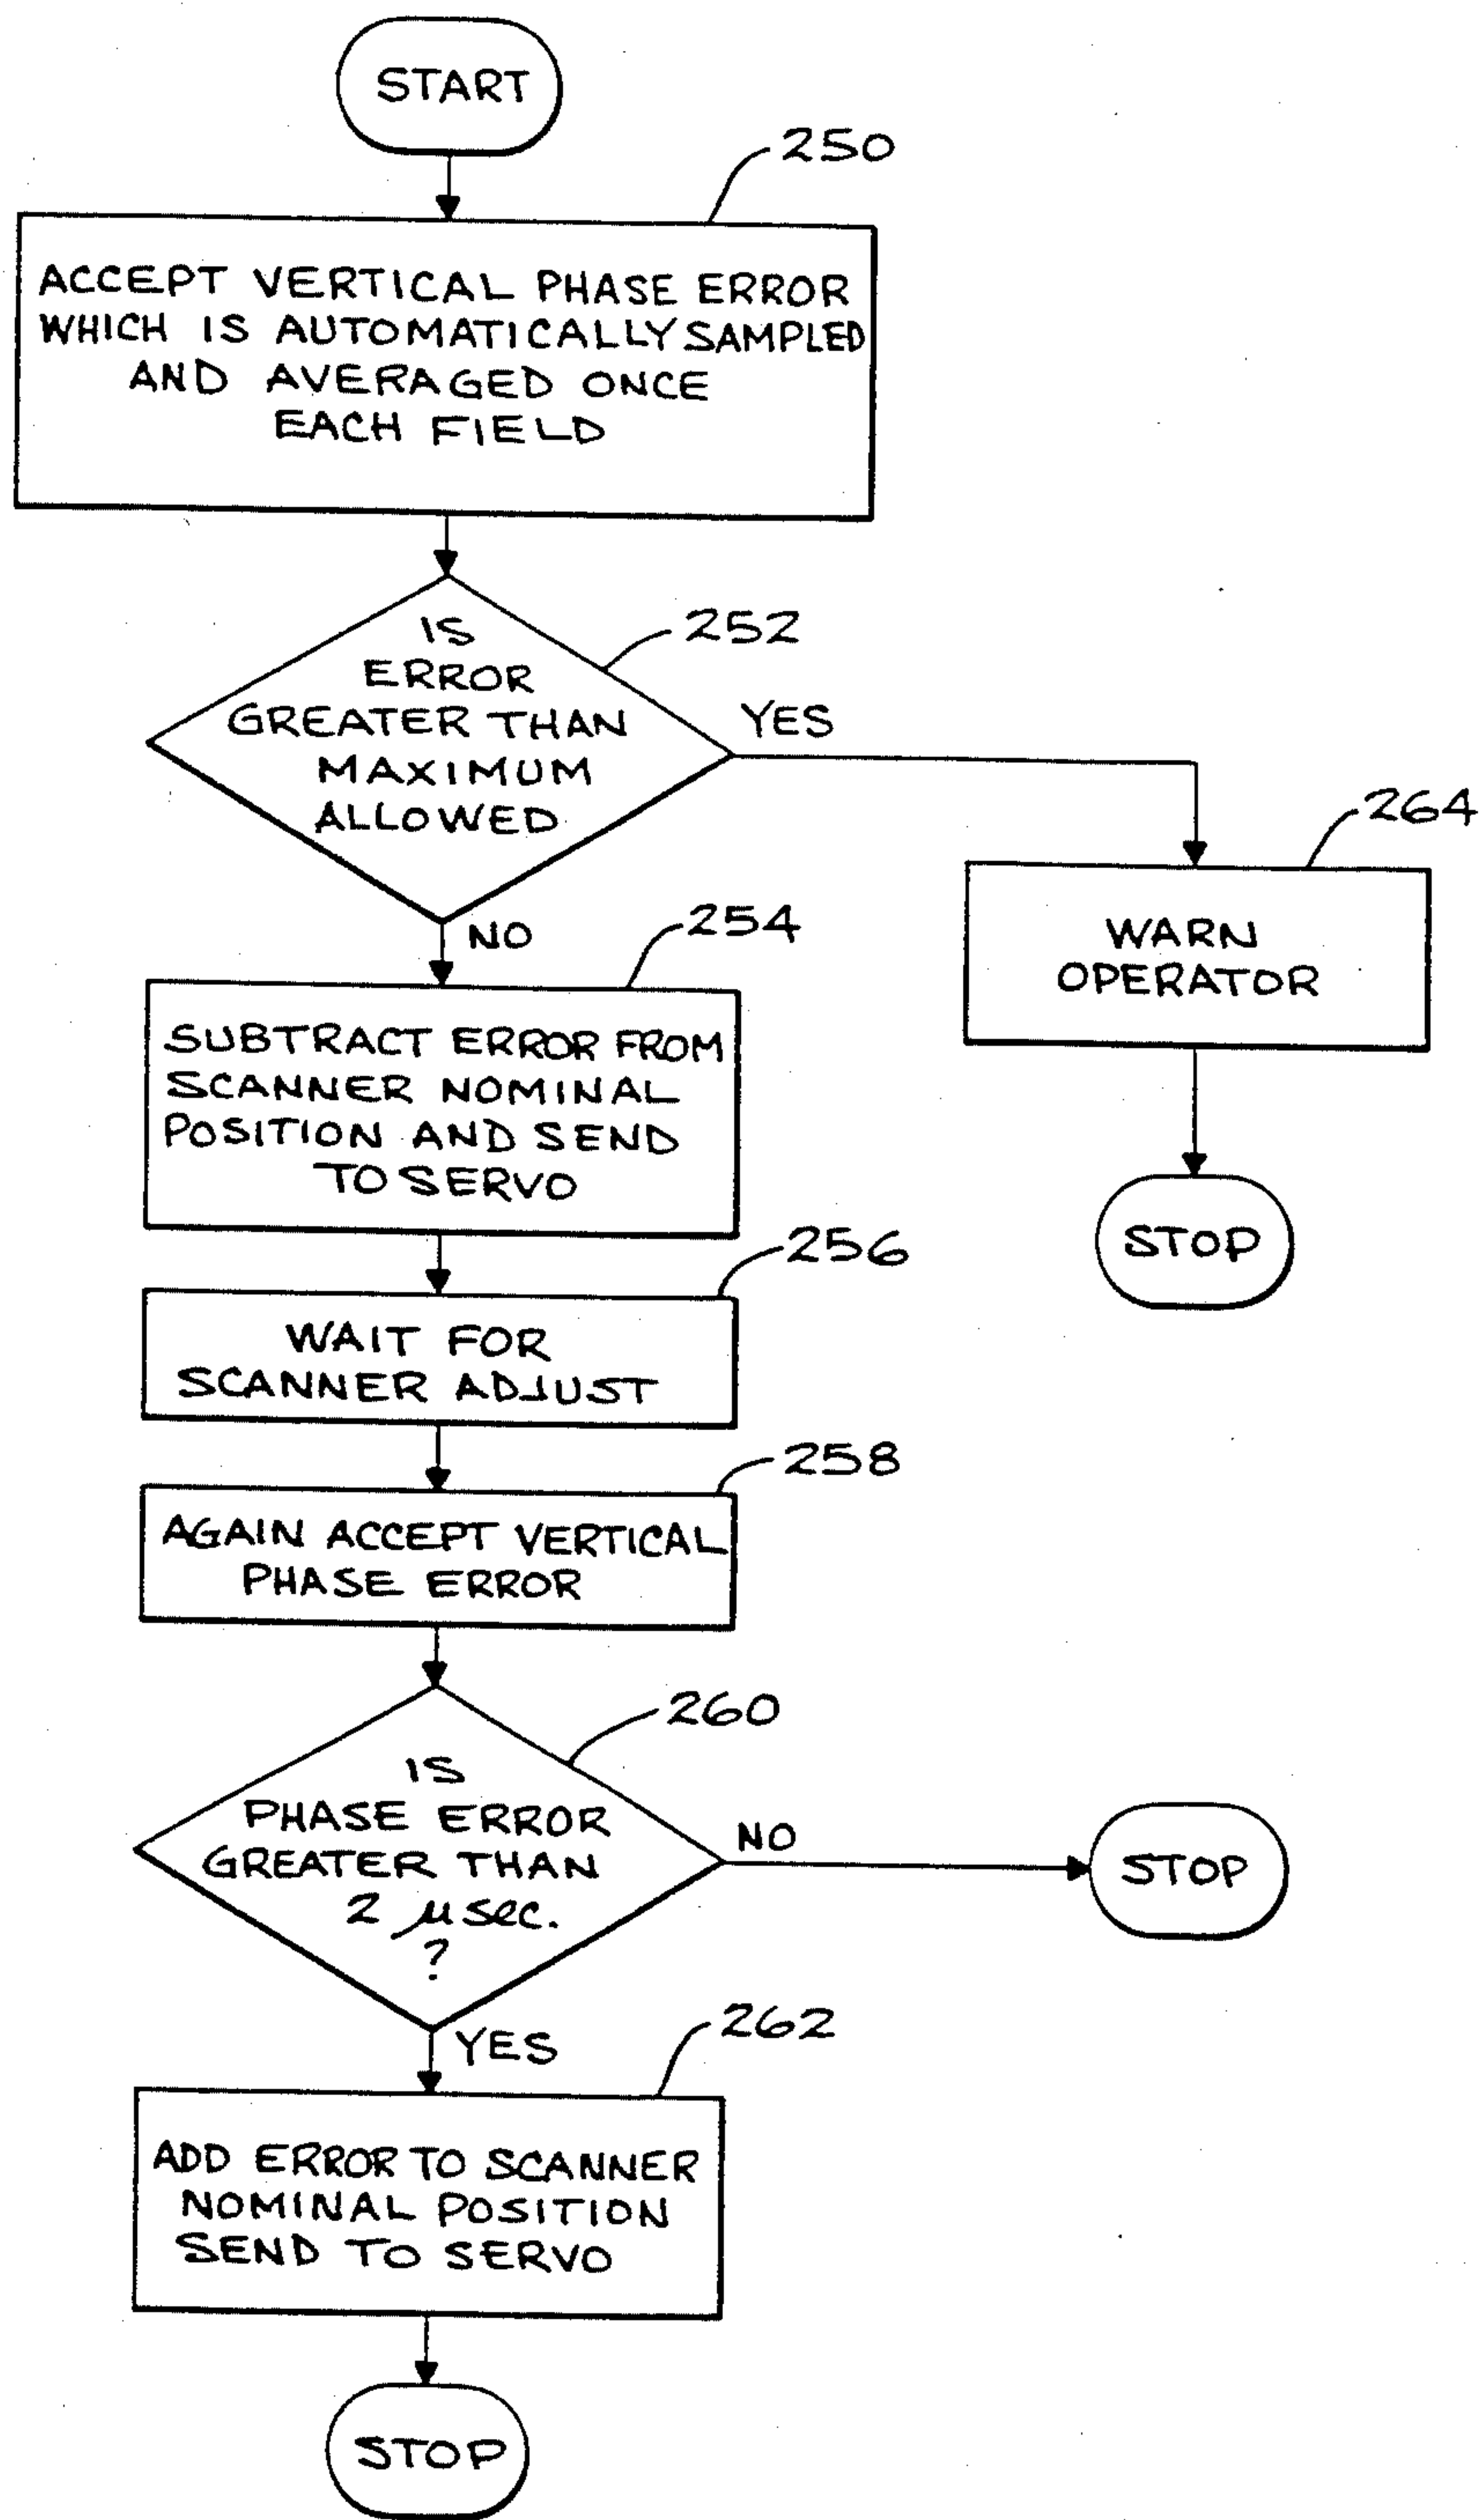 START
250
ACCEPT VERTICAL PHASE ERROR
WHICH IS AUTOMATICALLY SAMPLED
AND AVERAGED ONCE
EACH FIELD
252
IS
ERROR
GREATER THAN
MAXIMUM
ALLOWED
YES
264
WARN
OPERATOR
STOP
NO
254
SUBTRACT ERROR FROM
SCANNER NOMINAL
POSITION AND SEND
TO SERVO
256
WAIT FOR
SCANNER ADJUST
258
AGAIN ACCEPT VERTICAL
PHASE ERROR
260
IS
PHASE ERROR
GREATER THAN
2 μsec.
?
NO
STOP
YES
262
ADD ERROR TO SCANNER
NOMINAL POSITION
SEND TO SERVO
STOP